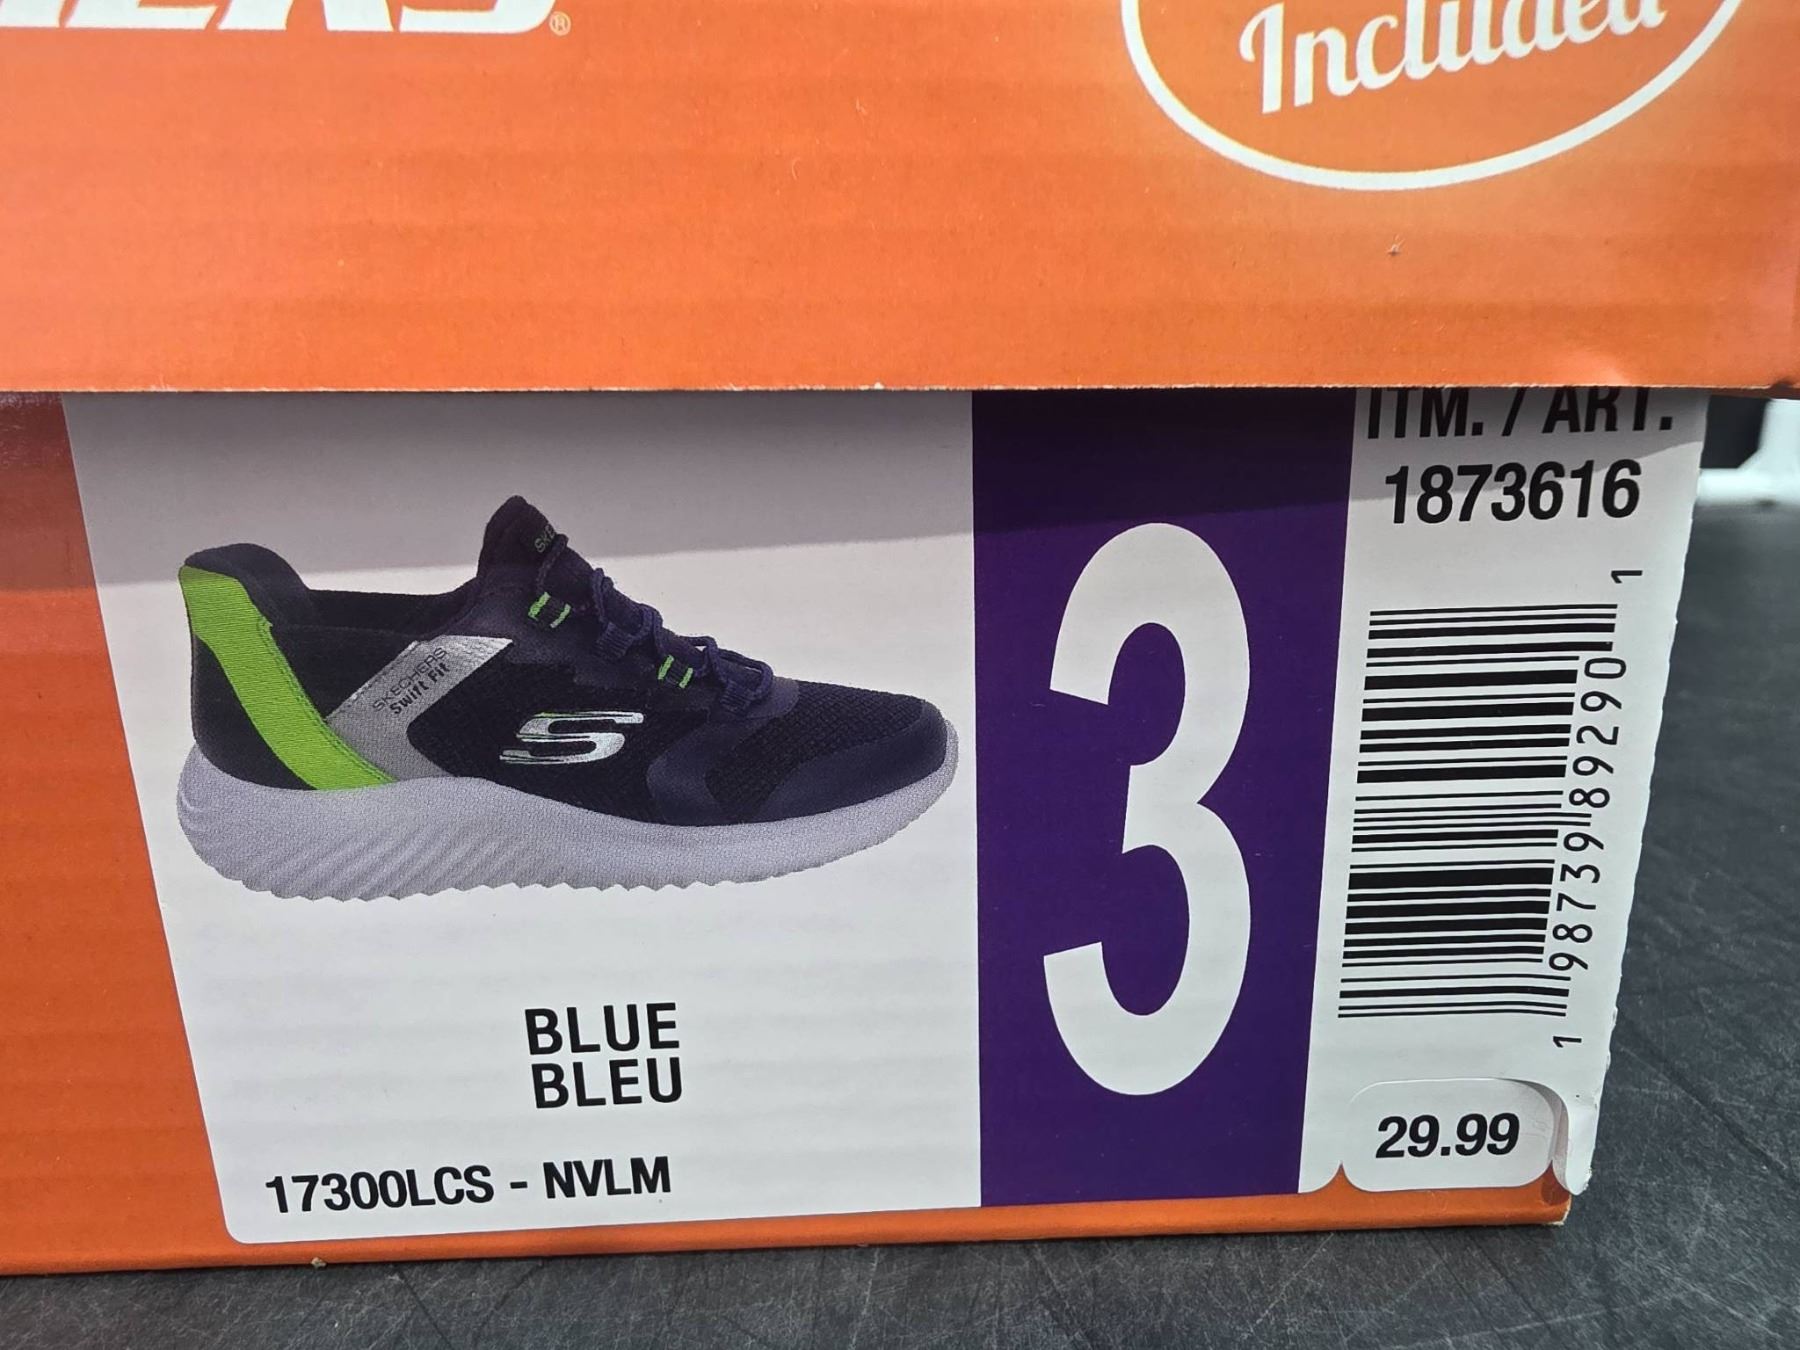 Included
ITM. / ART.
1873616
SKECHERS
Swift Fit
S
BLUE
BLEU
17300LCS - NVLM
3
1 98739 89290 1
29.99